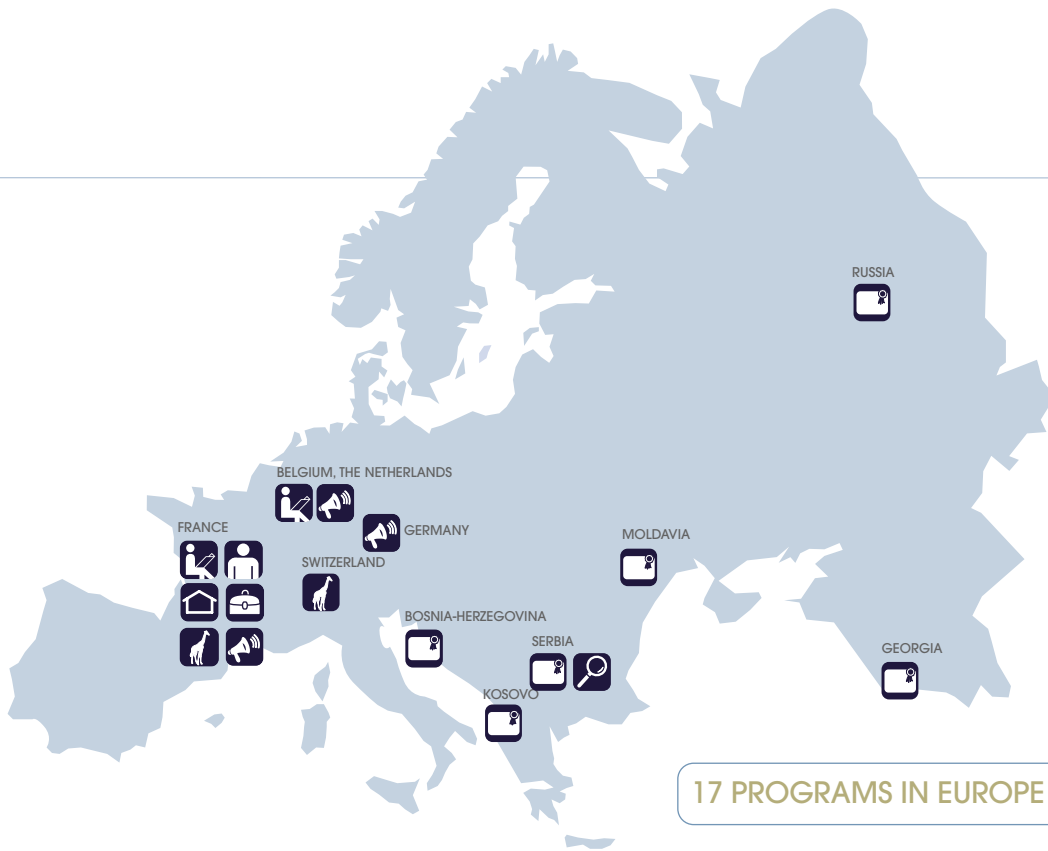 RUSSIA
BELGIUM, THE NETHERLANDS
FRANCE
GERMANY
MOLDAVIA
SWITZERLAND
BOSNIA-HERZEGOVINA
SERBIA
GEORGIA
KOSOVO
17 PROGRAMS IN EUROPE